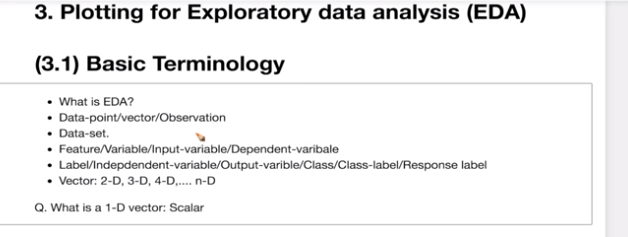 3. Plotting for Exploratory data analysis (EDA)
(3.1) Basic Terminology
• What is EDA?
• Data-point/vector/Observation
• Data-set.
• Feature/Variable/Input-variable/Dependent-varibale
• Label/Indepdendent-variable/Output-varible/Class/Class-label/Response label
• Vector: 2-D, 3-D, 4-D,.... n-D
Q. What is a 1-D vector: Scalar